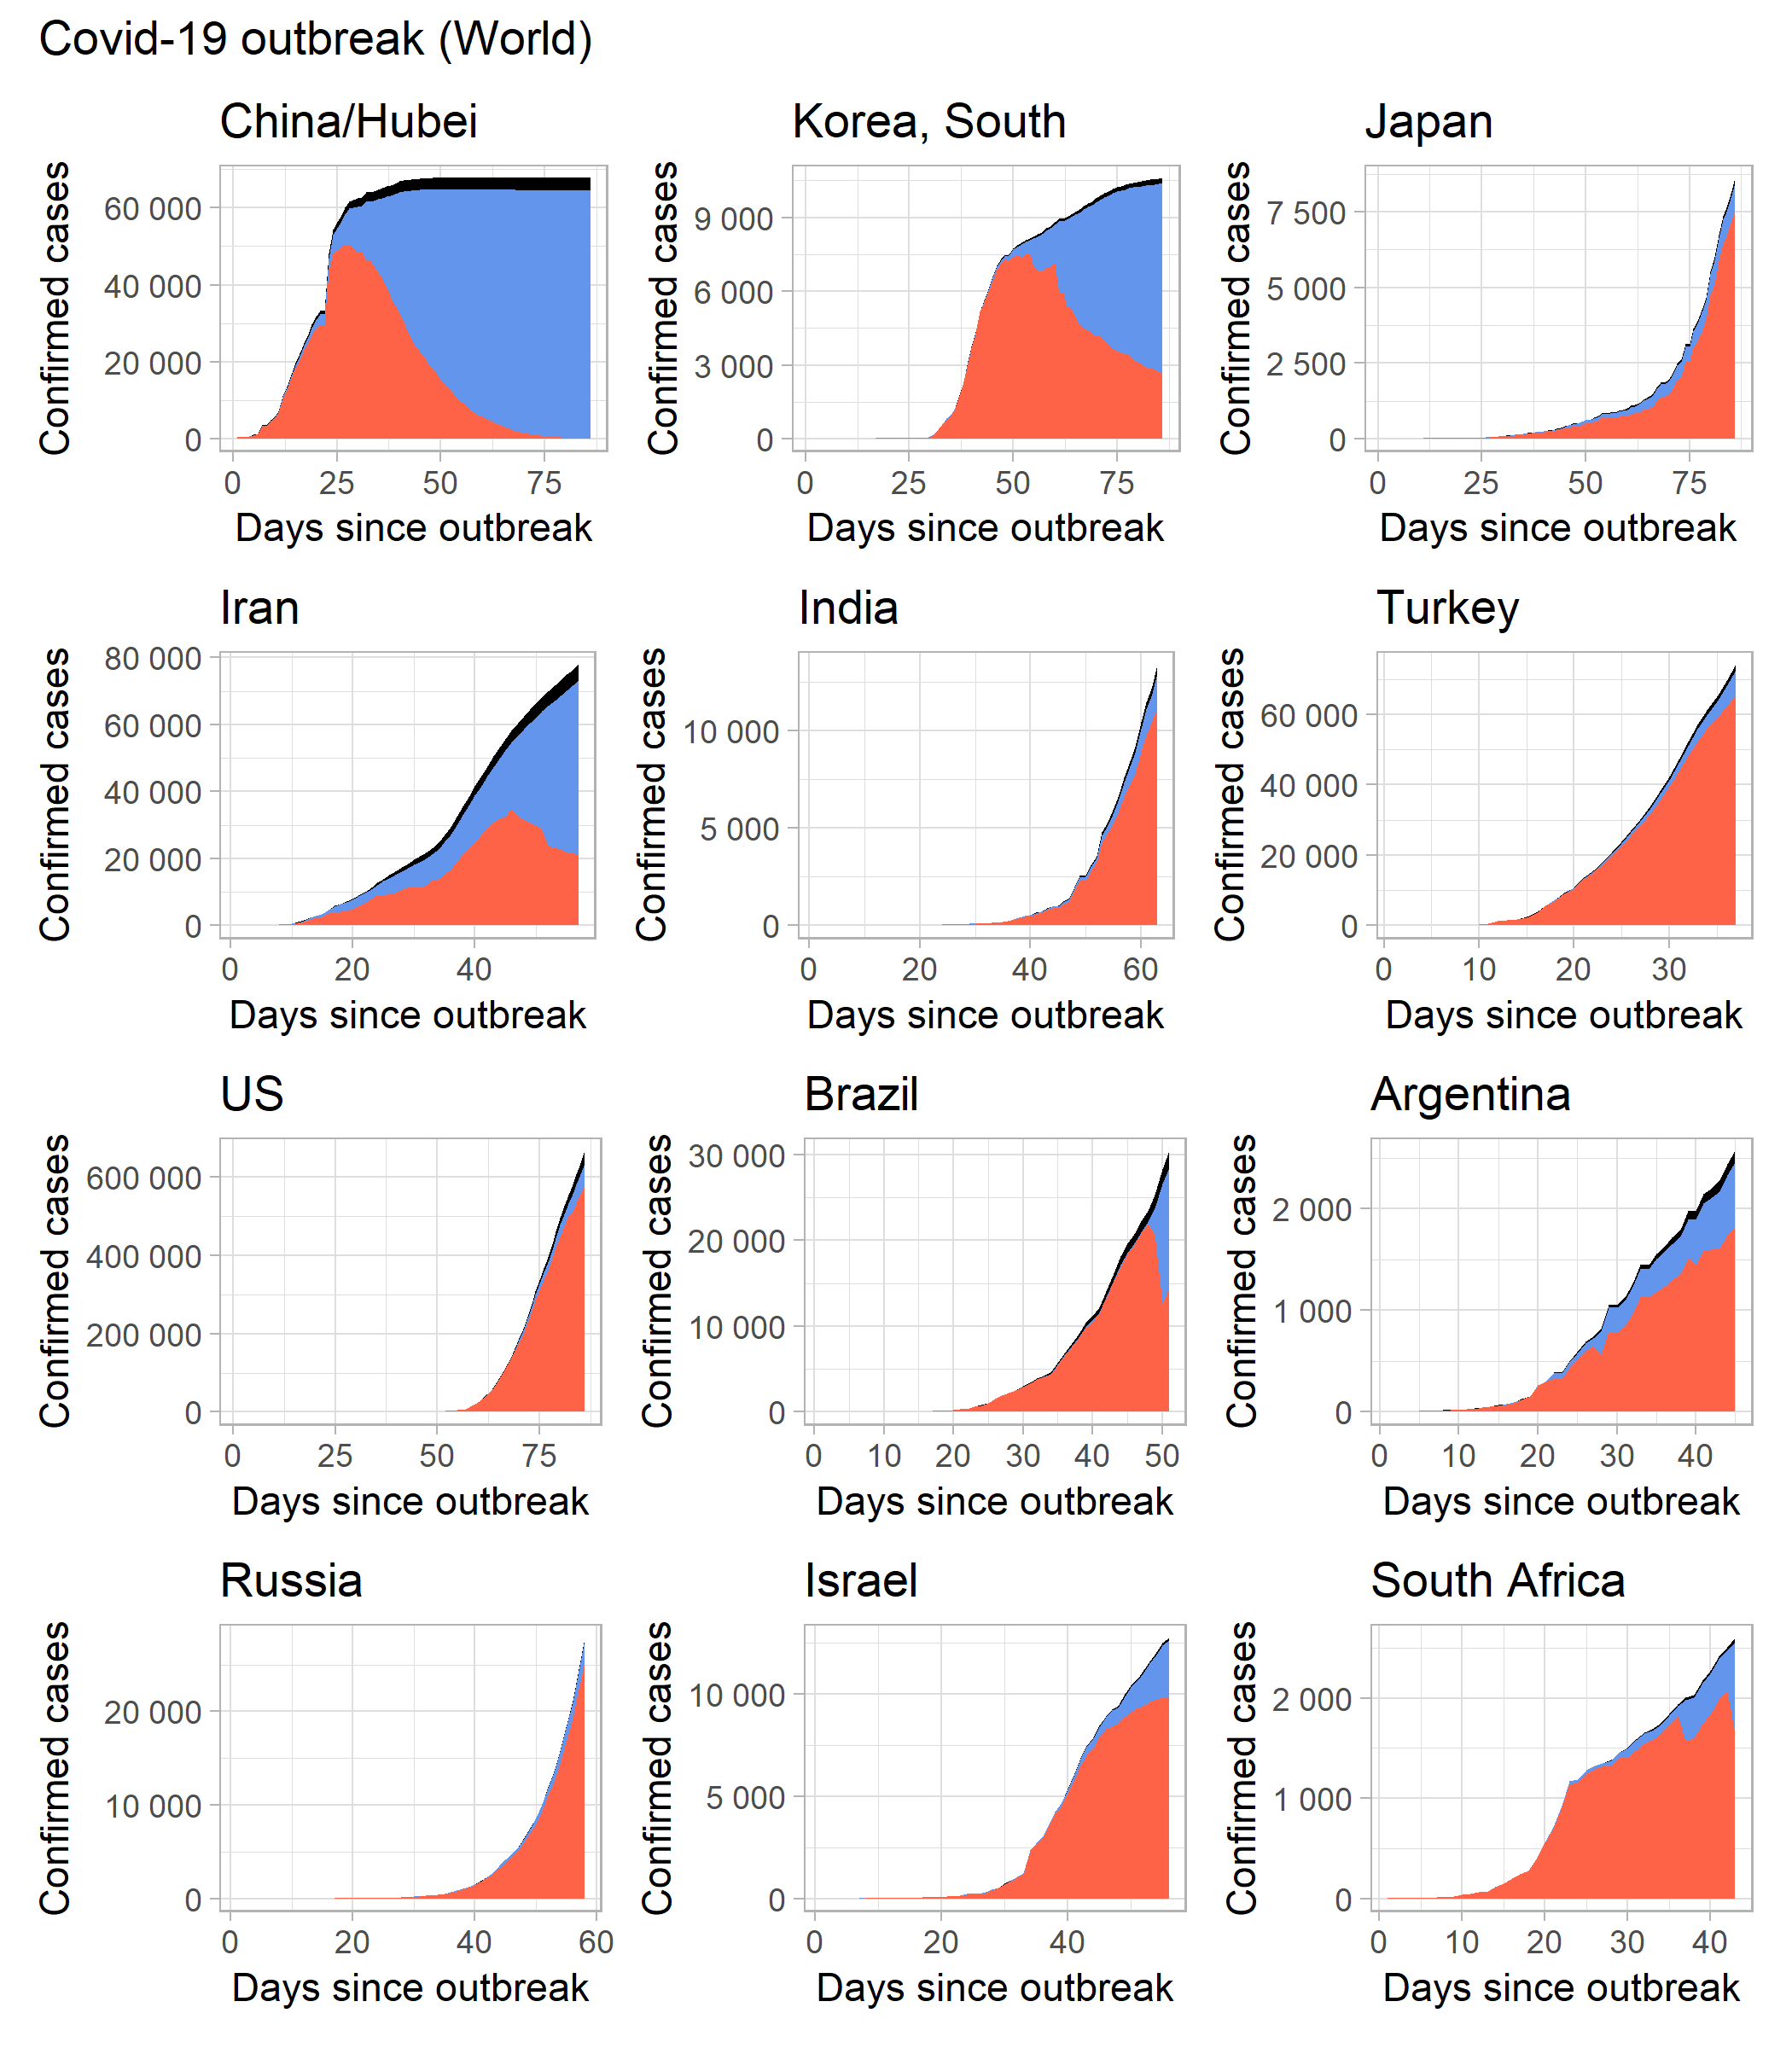 Covid-19 outbreak (World)
China/Hubei
Confirmed cases
60 000
40 000
20 000
0
0 25 50 75
Days since outbreak
Korea, South
Confirmed cases
9 000
6 000
3 000
0
0 25 50 75
Days since outbreak
Japan
Confirmed cases
7 500
5 000
2 500
0
0 25 50 75
Days since outbreak
Iran
Confirmed cases
80 000
60 000
40 000
20 000
0
0 20 40
Days since outbreak
India
Confirmed cases
10 000
5 000
0
0 20 40 60
Days since outbreak
Turkey
Confirmed cases
60 000
40 000
20 000
0
0 10 20 30
Days since outbreak
US
Confirmed cases
600 000
400 000
200 000
0
0 25 50 75
Days since outbreak
Brazil
Confirmed cases
30 000
20 000
10 000
0
0 10 20 30 40 50
Days since outbreak
Argentina
Confirmed cases
2 000
1 000
0
0 10 20 30 40
Days since outbreak
Russia
Confirmed cases
20 000
10 000
0
0 20 40 60
Days since outbreak
Israel
Confirmed cases
10 000
5 000
0
0 20 40
Days since outbreak
South Africa
Confirmed cases
2 000
1 000
0
0 10 20 30 40
Days since outbreak